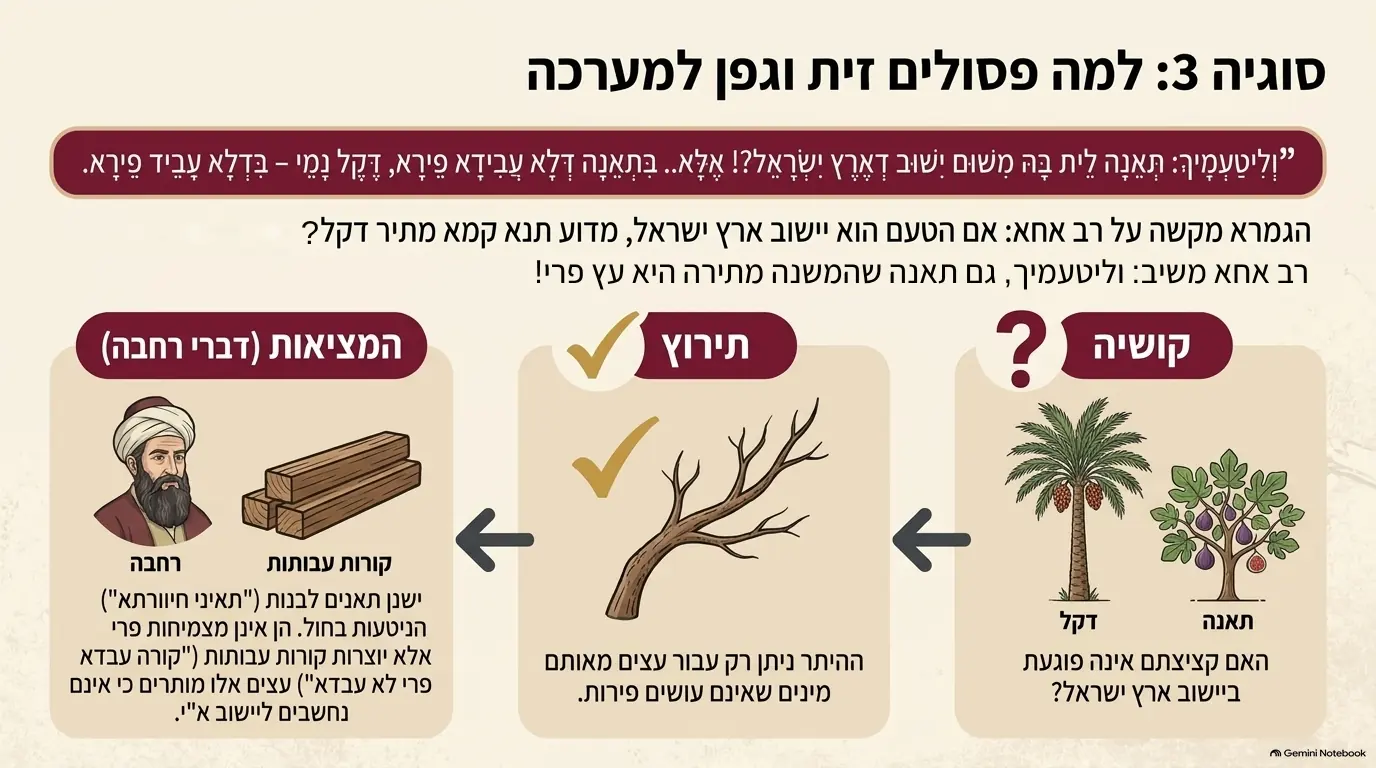 סוגיה 3: למה פסולים זית וגפן למערכה
”וְלִיטַעְמָיךְ: תְּאֵנָה לֵית בָּהּ מִשּׁוּם יִשּׁוּב דְאֶרֶץ יִשְׂרָאֵל?! אֶלָּא.. בִּתְאֵנָה דְּלָא עֲבִידָא פֵּירָא, דֶּקֶל נָמֵי – בִּדְלָא עָבֵיד פֵּירָא.
הגמרא מקשה על רב אחא: אם הטעם הוא יישוב ארץ ישראל, מדוע תנא קמא מתיר דקל?
רב אחא משיב: וליטעמיך, גם תאנה שהמשנה מתירה היא עץ פרי!
קושיה
?
תאנה
דקל
האם קציצתם אינה פוגעת
ביישוב ארץ ישראל?
תירוץ
ההיתר ניתן רק עבור עצים מאותם
מינים שאינם עושים פירות.
המציאות (דברי רחבה)
קורות עבותות
רחבה
ישנן תאנים לבנות ("תאיני חיוורתא")
הניטעות בחול. הן אינן מצמיחות פרי
אלא יוצרות קורות עבותות ("קורה עבדא
פרי לא עבדא") עצים אלו מותרים כי אינם
נחשבים ליישוב א"י.
Gemini Notebook